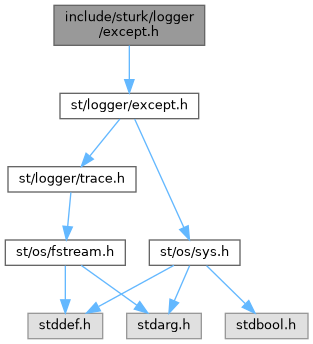 include/sturk/logger
/except.h
st/logger/except.h
st/logger/trace.h
st/os/fstream.h
st/os/sys.h
stddef.h
stdarg.h
stdbool.h